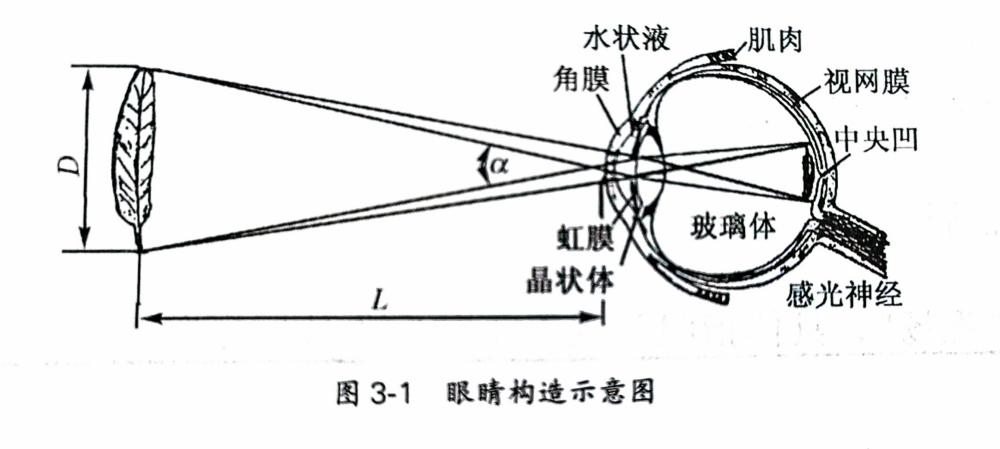 水状液
肌肉
角膜
视网膜
中央凹
D
α
玻璃体
虹膜
晶状体
感光神经
L
图 3-1 眼睛构造示意图